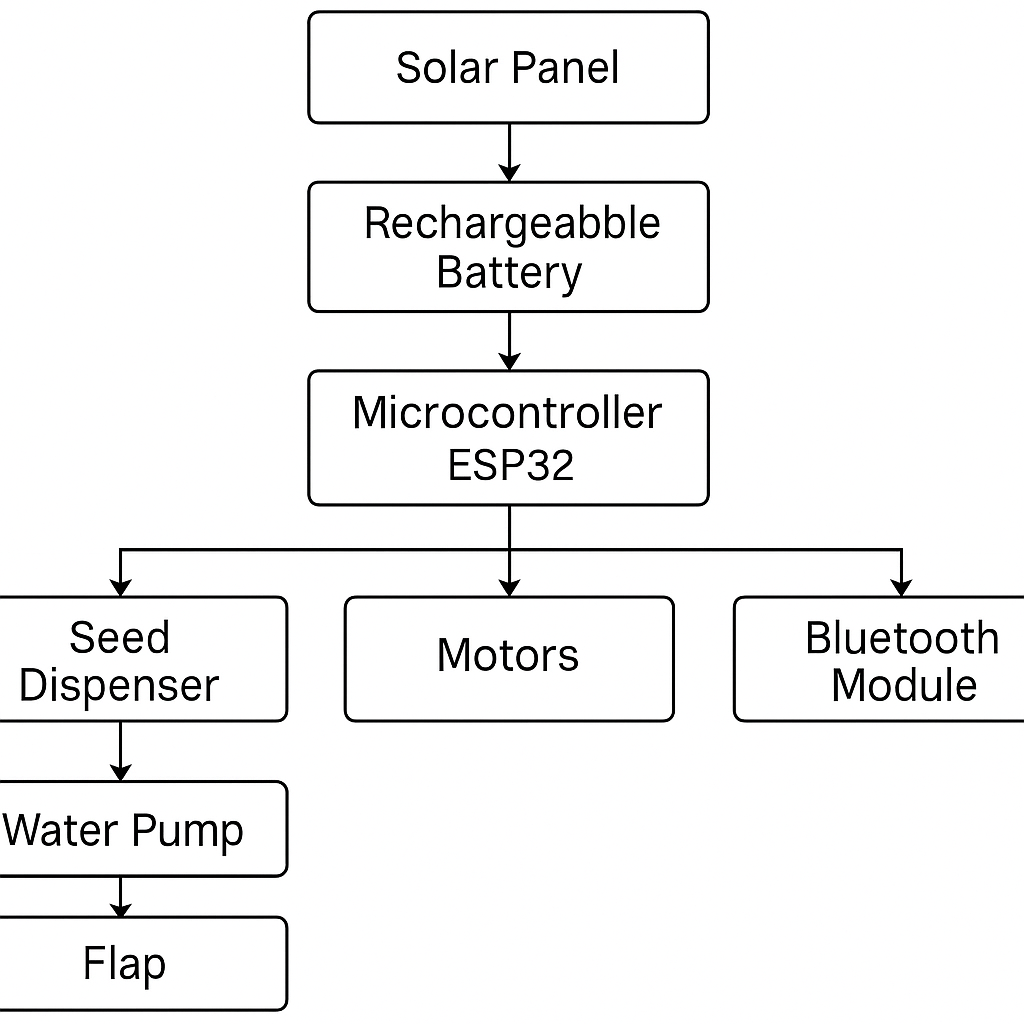 Solar Panel
Rechargeabble
Battery
Microcontroller
ESP32
Seed
Dispenser
Motors
Bluetooth
Module
Water Pump
Flap